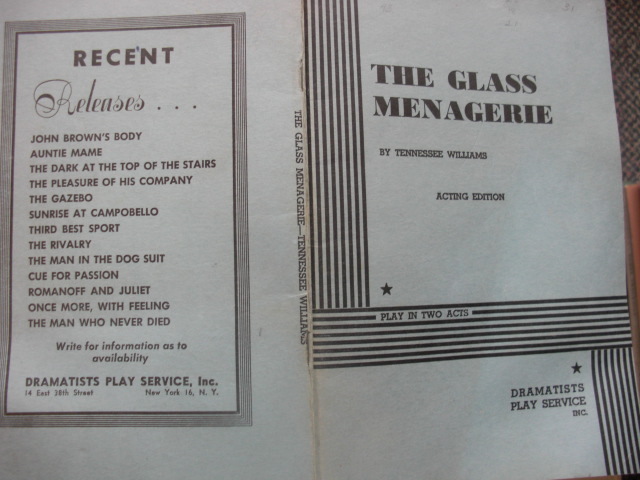 RECENT
Releases . . .
JOHN BROWN'S BODY
AUNTIE MAME
THE DARK AT THE TOP OF THE STAIRS
THE PLEASURE OF HIS COMPANY
THE GAZEBO
SUNRISE AT CAMPOBELLO
THIRD BEST SPORT
THE RIVALRY
THE MAN IN THE DOG SUIT
CUE FOR PASSION
ROMANOFF AND JULIET
ONCE MORE, WITH FEELING
THE MAN WHO NEVER DIED
Write for information as to
availability
DRAMATISTS PLAY SERVICE, Inc.
14 East 38th Street New York 16, N. Y.
THE GLASS MENAGERIE—TENNESSEE WILLIAMS
THE GLASS
MENAGERIE
BY TENNESSEE WILLIAMS
ACTING EDITION
PLAY IN TWO ACTS
DRAMATISTS
PLAY SERVICE
INC.